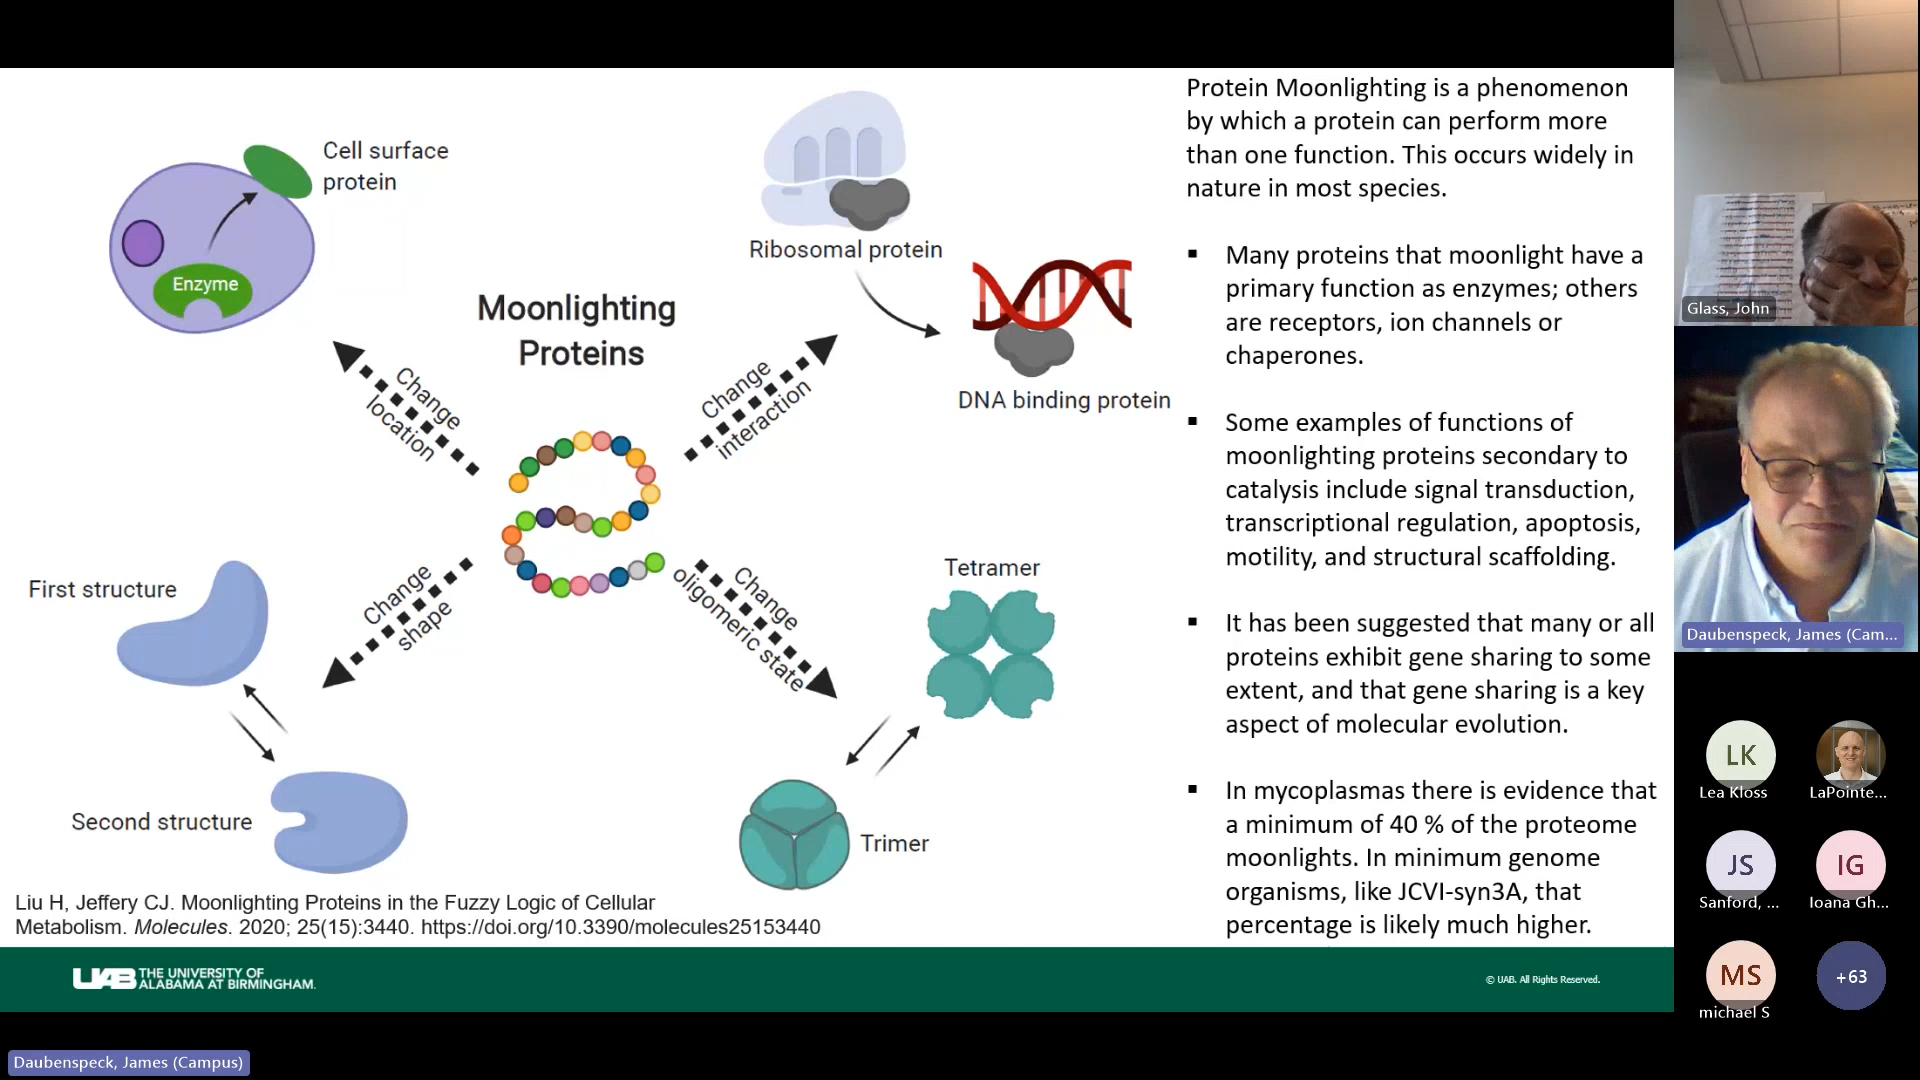 Cell surface
protein
Enzyme
Moonlighting
Proteins
Ribosomal protein
DNA binding protein
Change
location
Change
interaction
Change
shape
Change
oligomeric state
First structure
Second structure
Tetramer
Trimer
Liu H, Jeffery CJ. Moonlighting Proteins in the Fuzzy Logic of Cellular
Metabolism. Molecules. 2020; 25(15):3440. https://doi.org/10.3390/molecules25153440
Protein Moonlighting is a phenomenon
by which a protein can perform more
than one function. This occurs widely in
nature in most species.
▪ Many proteins that moonlight have a
primary function as enzymes; others
are receptors, ion channels or
chaperones.
▪ Some examples of functions of
moonlighting proteins secondary to
catalysis include signal transduction,
transcriptional regulation, apoptosis,
motility, and structural scaffolding.
▪ It has been suggested that many or all
proteins exhibit gene sharing to some
extent, and that gene sharing is a key
aspect of molecular evolution.
▪ In mycoplasmas there is evidence that
a minimum of 40 % of the proteome
moonlights. In minimum genome
organisms, like JCVI-syn3A, that
percentage is likely much higher.
UAB THE UNIVERSITY OF
ALABAMA AT BIRMINGHAM.
© UAB. All Rights Reserved.
Glass, John
Daubenspeck, James (Cam...
LK
Lea Kloss
LaPointe...
JS
Sanford, ...
IG
Ioana Gh...
MS
michael S
+63
Daubenspeck, James (Campus)